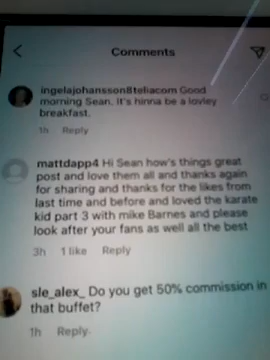 Comments
ingelajohansson8teliacom Good
morning Sean. It's hinna be a lovley
breakfast.
1h Reply
mattdapp4 Hi Sean how's things great
post and love them all and thanks again
for sharing and thanks for the likes from
last time and before and loved the karate
kid part 3 with mike Barnes and please
look after your fans as well all the best
3h 1 like Reply
sle_alex_ Do you get 50% commission in
that buffet?
1h Reply